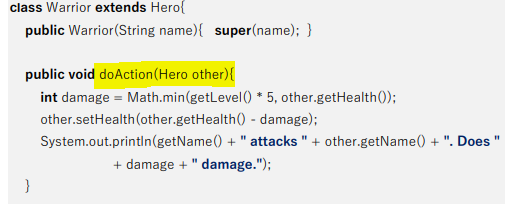 class Warrior extends Hero{
public Warrior(String name){ super(name); }
public void doAction(Hero other){
int damage = Math.min(getLevel() * 5, other.getHealth());
other.setHealth(other.getHealth() - damage);
System.out.println(getName() + " attacks " + other.getName() + ". Does "
+ damage + " damage.");
}